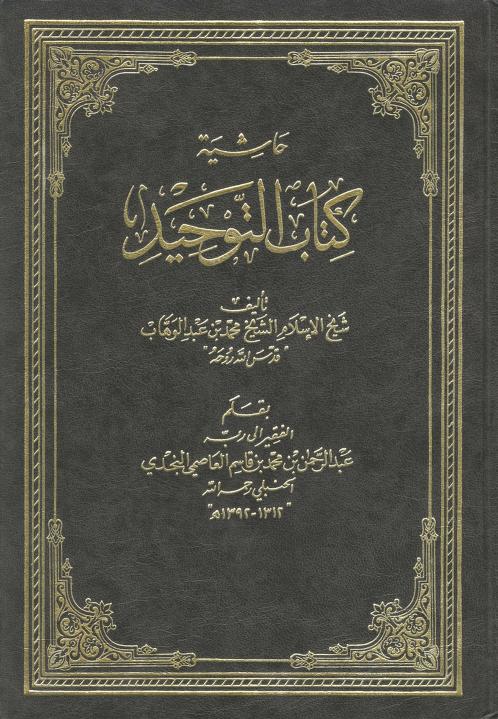 حاشية
كتاب التوحيد
تأليف
شيخ الإسلام الشيخ محمد بن عبد الوهاب
"قدس الله روحه"
بقلم
الفقير إلى ربه
عبد الرحمن بن محمد بن قاسم العاصمي النجدي
الحنبلي رحمه الله
"١٣١٢-١٣٩٢هـ"